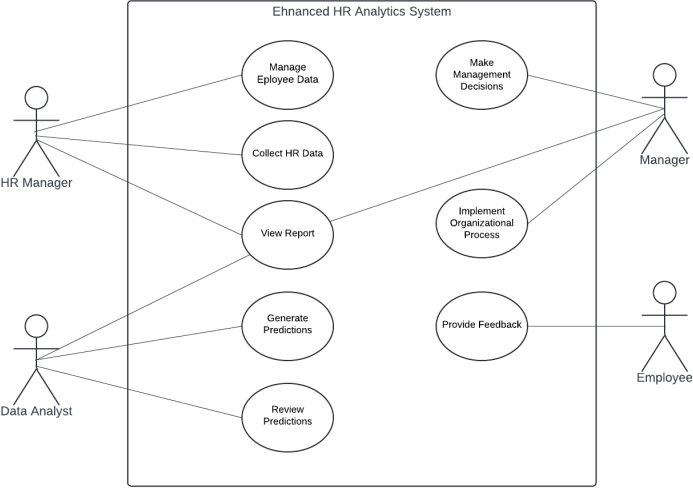 Ehnanced HR Analytics System
Manage
Eployee Data
Make
Management
Decisions
HR Manager
Manager
Collect HR Data
View Report
Implement
Organizational
Process
Generate
Predictions
Provide Feedback
Data Analyst
Employee
Review
Predictions